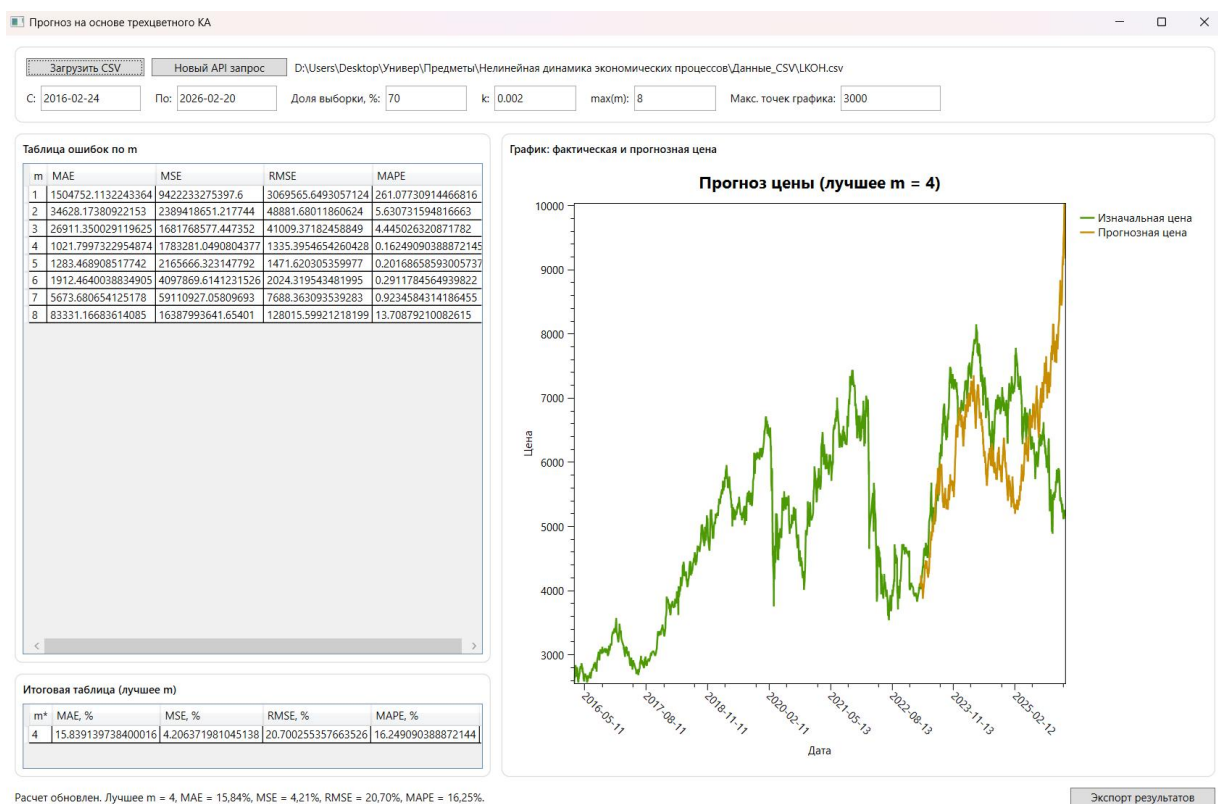 Прогноз на основе трехцветного КА
Загрузить CSV Новый API запрос D:\Users\Desktop\Универ\Предметы\Нелинейная динамика экономических процессов\Данные_CSV\LKOH.csv
С: 2016-02-24 По: 2026-02-20 Доля выборки, %: 70 k: 0.002 max(m): 8 Макс. точек графика: 3000
Таблица ошибок по m
m MAE MSE RMSE MAPE
1 1504752.1132243364 9422233275397.6 3069565.6493057124 261.07730914466816
2 34628.17380922153 2389418651.217744 48881.68011860624 5.630731594816663
3 26911.350029119625 1681768577.447352 41009.37182458849 4.445026320871782
4 1021.7997322954874 1783281.0490804377 1335.3954654260428 0.16249090388872145
5 1283.468908517742 2165666.323147792 1471.620305359977 0.20168658593005737
6 1912.4640038834905 4097869.6141231526 2024.319543481995 0.2911784564939822
7 5673.680654125178 59110927.05809693 7688.363093539283 0.9234584314186455
8 83331.16683614085 16387993641.65401 128015.59921218199 13.70879210082615
Итоговая таблица (лучшее m)
m* MAE, % MSE, % RMSE, % MAPE, %
4 15.839139738400016 4.206371981045138 20.700255357663526 16.249090388872144
График: фактическая и прогнозная цена
Прогноз цены (лучшее m = 4)
Изначальная цена
Прогнозная цена
Цена
10000
9000
8000
7000
6000
5000
4000
3000
2016-05-11 2017-08-11 2018-11-11 2020-02-11 2021-05-13 2022-08-13 2023-11-13 2025-02-12
Дата
Расчет обновлен. Лучшее m = 4, MAE = 15,84%, MSE = 4,21%, RMSE = 20,70%, MAPE = 16,25%.
Экспорт результатов